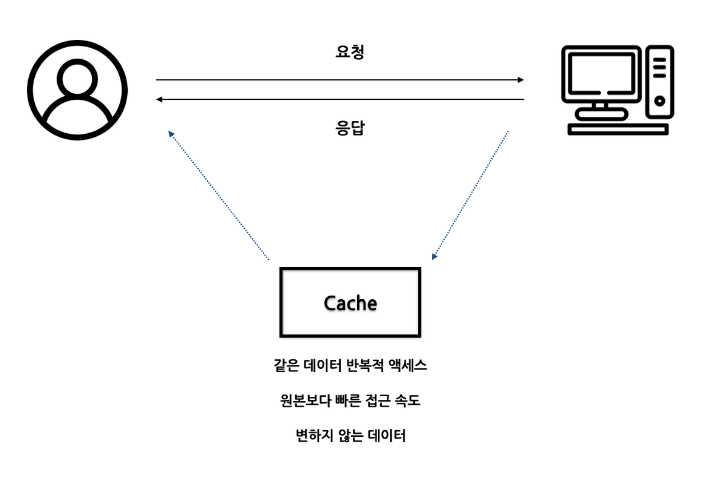 요청
응답
Cache
같은 데이터 반복적 액세스
원본보다 빠른 접근 속도
변하지 않는 데이터